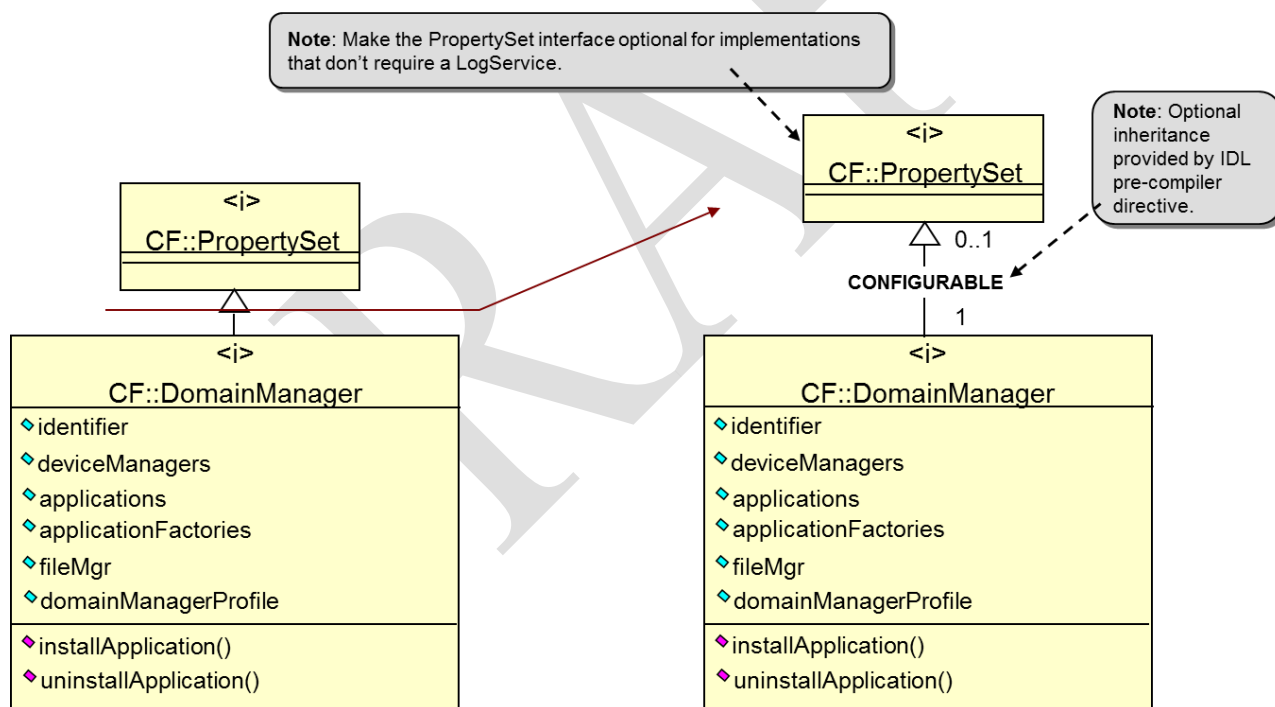 Note: Make the PropertySet interface optional for implementations
that don't require a LogService.
<i>
CF::PropertySet
Note: Optional
inheritance
provided by IDL
pre-compiler
directive.
<i>
CF::PropertySet
0..1
CONFIGURABLE
1
<i>
CF::DomainManager
identifier
deviceManagers
applications
applicationFactories
fileMgr
domainManagerProfile
installApplication()
uninstallApplication()
<i>
CF::DomainManager
identifier
deviceManagers
applications
applicationFactories
fileMgr
domainManagerProfile
installApplication()
uninstallApplication()